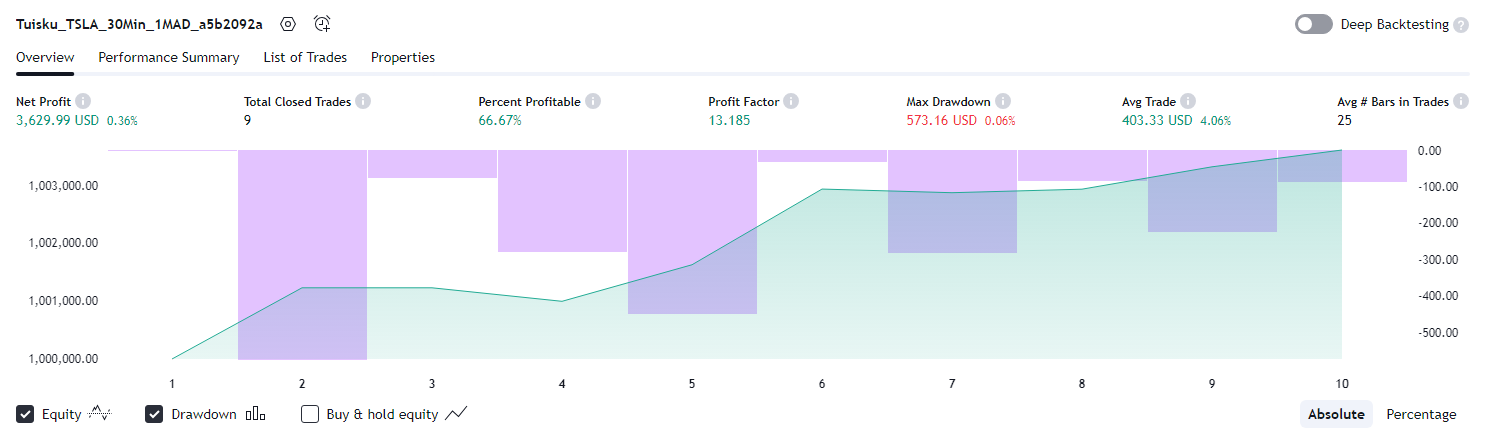 Tuisku_TSLA_30Min_1MAD_a5b2092a Deep Backtesting ?
Overview Performance Summary List of Trades Properties
Net Profit i Total Closed Trades i Percent Profitable i Profit Factor i Max Drawdown i Avg Trade i Avg # Bars in Trades i
3,629.99 USD 0.36% 9 66.67% 13.185 573.16 USD 0.06% 403.33 USD 4.06% 25
0.00
1,003,000.00 -100.00
-200.00
1,002,000.00
-300.00
1,001,000.00 -400.00
-500.00
1,000,000.00
1 2 3 4 5 6 7 8 9 10
Equity Drawdown Buy & hold equity Absolute Percentage